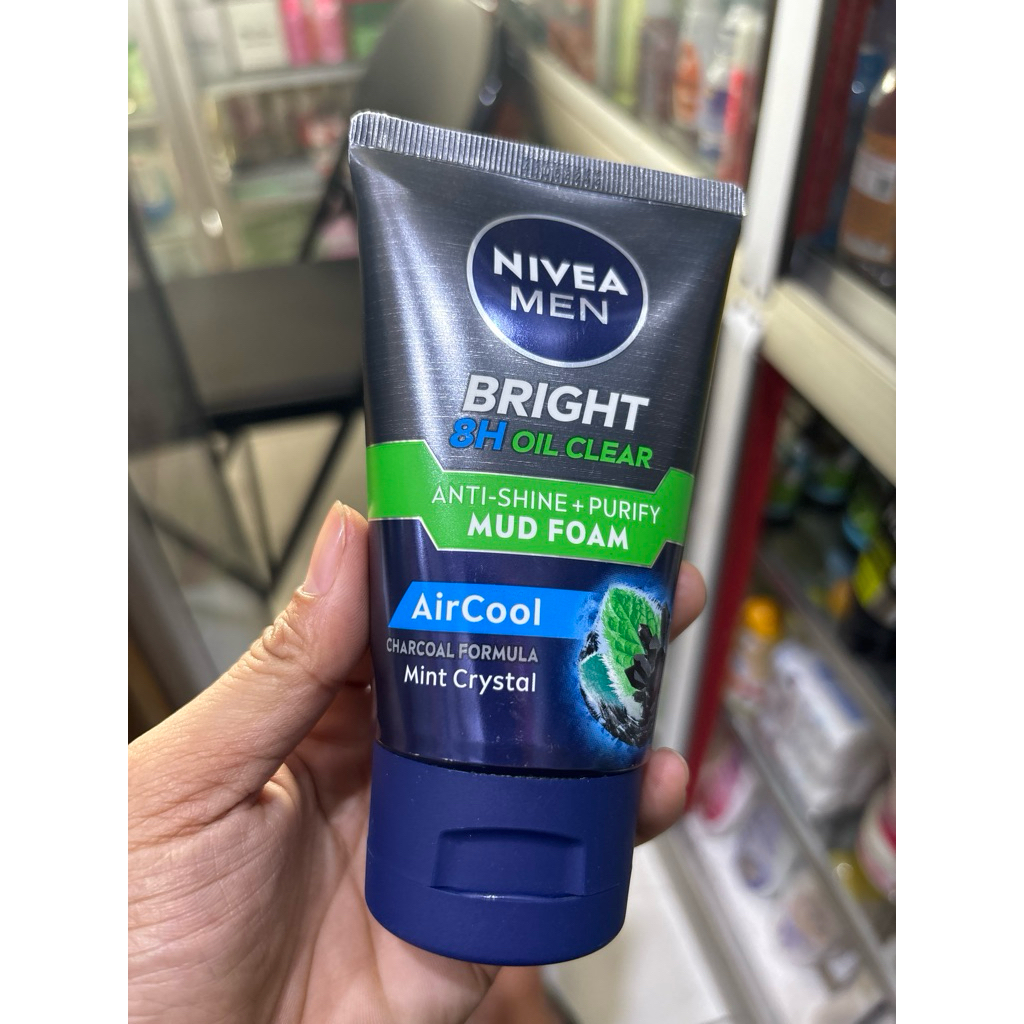 NIVEA
MEN
BRIGHT
8H OIL CLEAR
ANTI-SHINE + PURIFY
MUD FOAM
AirCool
CHARCOAL FORMULA
Mint Crystal